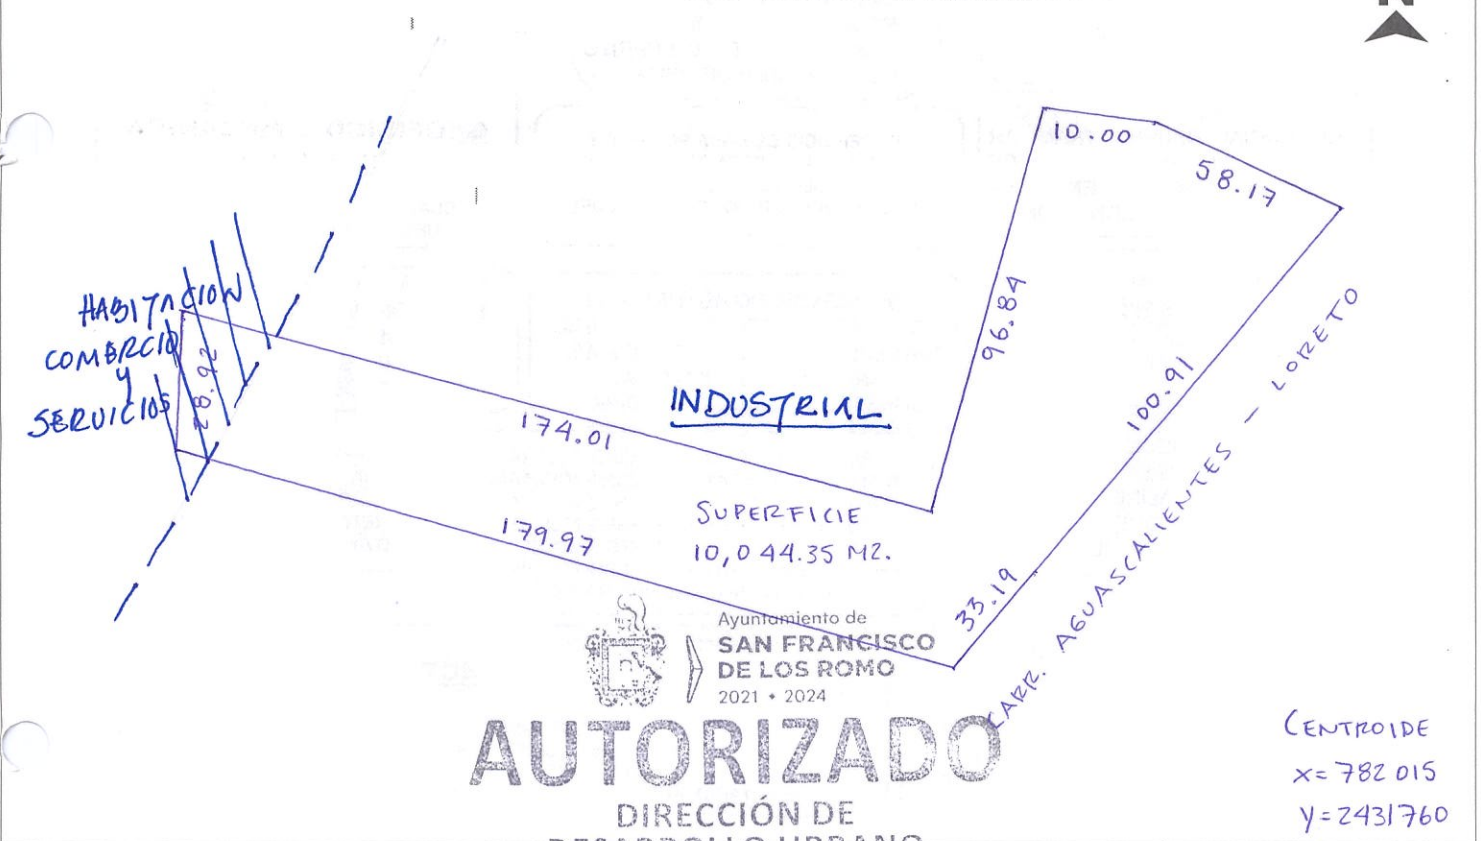 N
10.00
58.17
96.84
100.91
HABITACION
COMERCIO
Y
SERVICIOS
28.92
INDUSTRIAL
174.01
SUPERFICIE
10,044.35 M2.
179.97
33.19
CARR. AGUASCALIENTES - LORETO
Ayuntamiento de
SAN FRANCISCO
DE LOS ROMO
2021 • 2024
AUTORIZADO
DIRECCIÓN DE
DESARROLLO URBANO
CENTROIDE
X= 782 015
Y=2431760